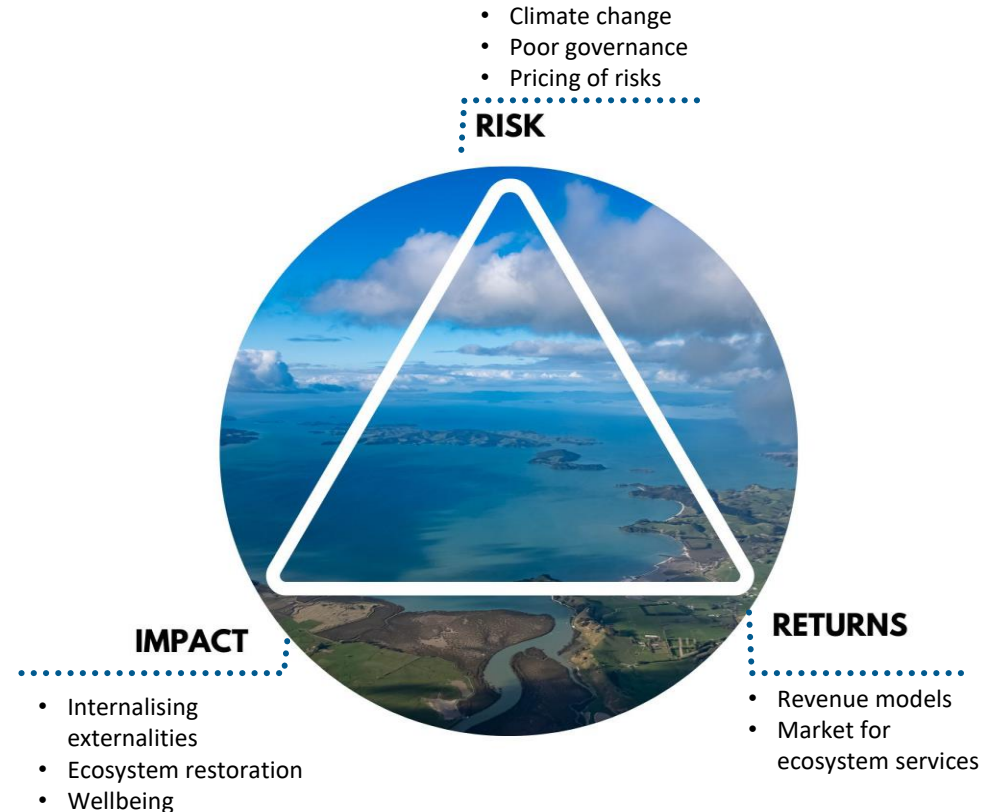 • Climate change
• Poor governance
• Pricing of risks
RISK
IMPACT
• Internalising
externalities
• Ecosystem restoration
• Wellbeing
RETURNS
• Revenue models
• Market for
ecosystem services